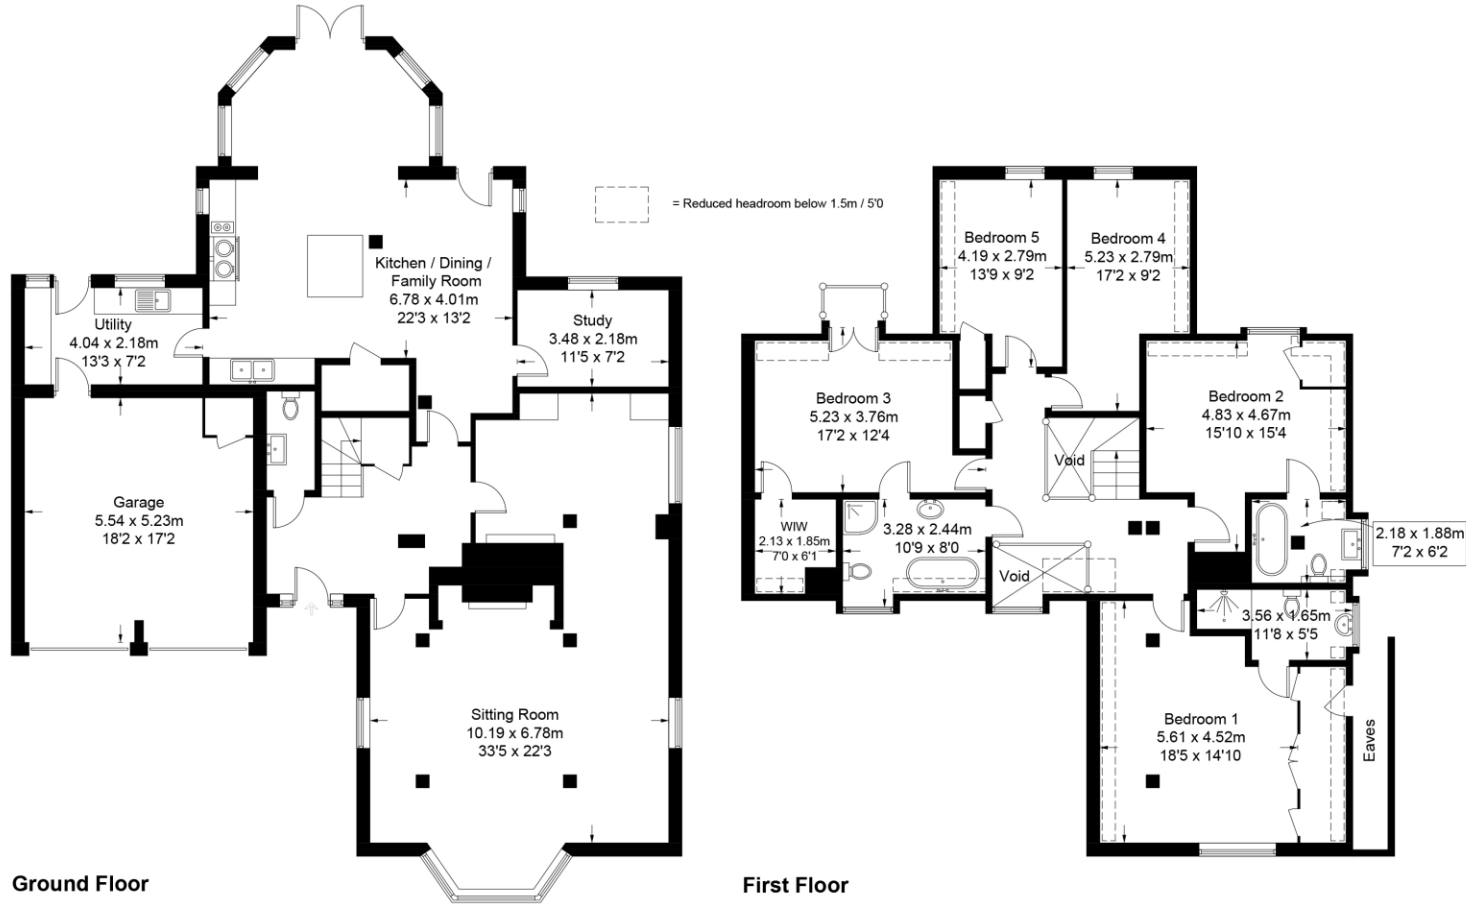 = Reduced headroom below 1.5m / 5'0
Kitchen / Dining /
Family Room
6.78 x 4.01m
22'3 x 13'2
Utility
4.04 x 2.18m
13'3 x 7'2
Study
3.48 x 2.18m
11'5 x 7'2
Garage
5.54 x 5.23m
18'2 x 17'2
Sitting Room
10.19 x 6.78m
33'5 x 22'3
Ground Floor
Bedroom 5
4.19 x 2.79m
13'9 x 9'2
Bedroom 4
5.23 x 2.79m
17'2 x 9'2
Bedroom 3
5.23 x 3.76m
17'2 x 12'4
Bedroom 2
4.83 x 4.67m
15'10 x 15'4
Void
WIW
2.13 x 1.85m
7'0 x 6'1
3.28 x 2.44m
10'9 x 8'0
Void
2.18 x 1.88m
7'2 x 6'2
3.56 x 1.65m
11'8 x 5'5
Bedroom 1
5.61 x 4.52m
18'5 x 14'10
Eaves
First Floor